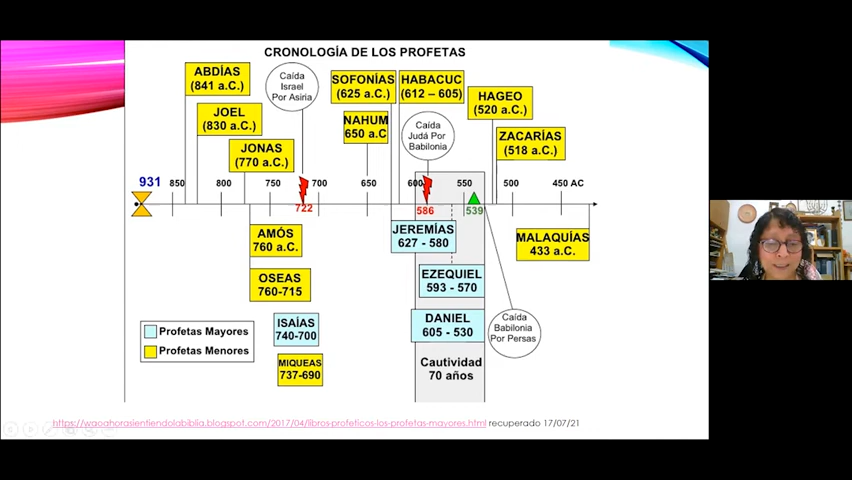 CRONOLOGÍA DE LOS PROFETAS
ABDÍAS
(841 a.C.)
JOEL
(830 a.C.)
JONAS
(770 a.C.)
Caída
Israel
Por Asiria
SOFONÍAS
(625 a.C.)
HABACUC
(612 – 605)
NAHUM
650 a.C
Caída
Judá Por
Babilonia
HAGEO
(520 a.C.)
ZACARÍAS
(518 a.C.)
931
850
800
750
700
650
600
550
500
450 AC
722
586
539
AMÓS
760 a.C.
OSEAS
760-715
ISAÍAS
740-700
MIQUEAS
737-690
JEREMÍAS
627 - 580
EZEQUIEL
593 - 570
DANIEL
605 - 530
MALAQUÍAS
433 a.C.
Caída
Babilonia
Por Persas
Cautividad
70 años
Profetas Mayores
Profetas Menores
https://waoahorasientiendolabiblia.blogspot.com/2017/04/libros-profeticos-los-profetas-mayores.html recuperado 17/07/21